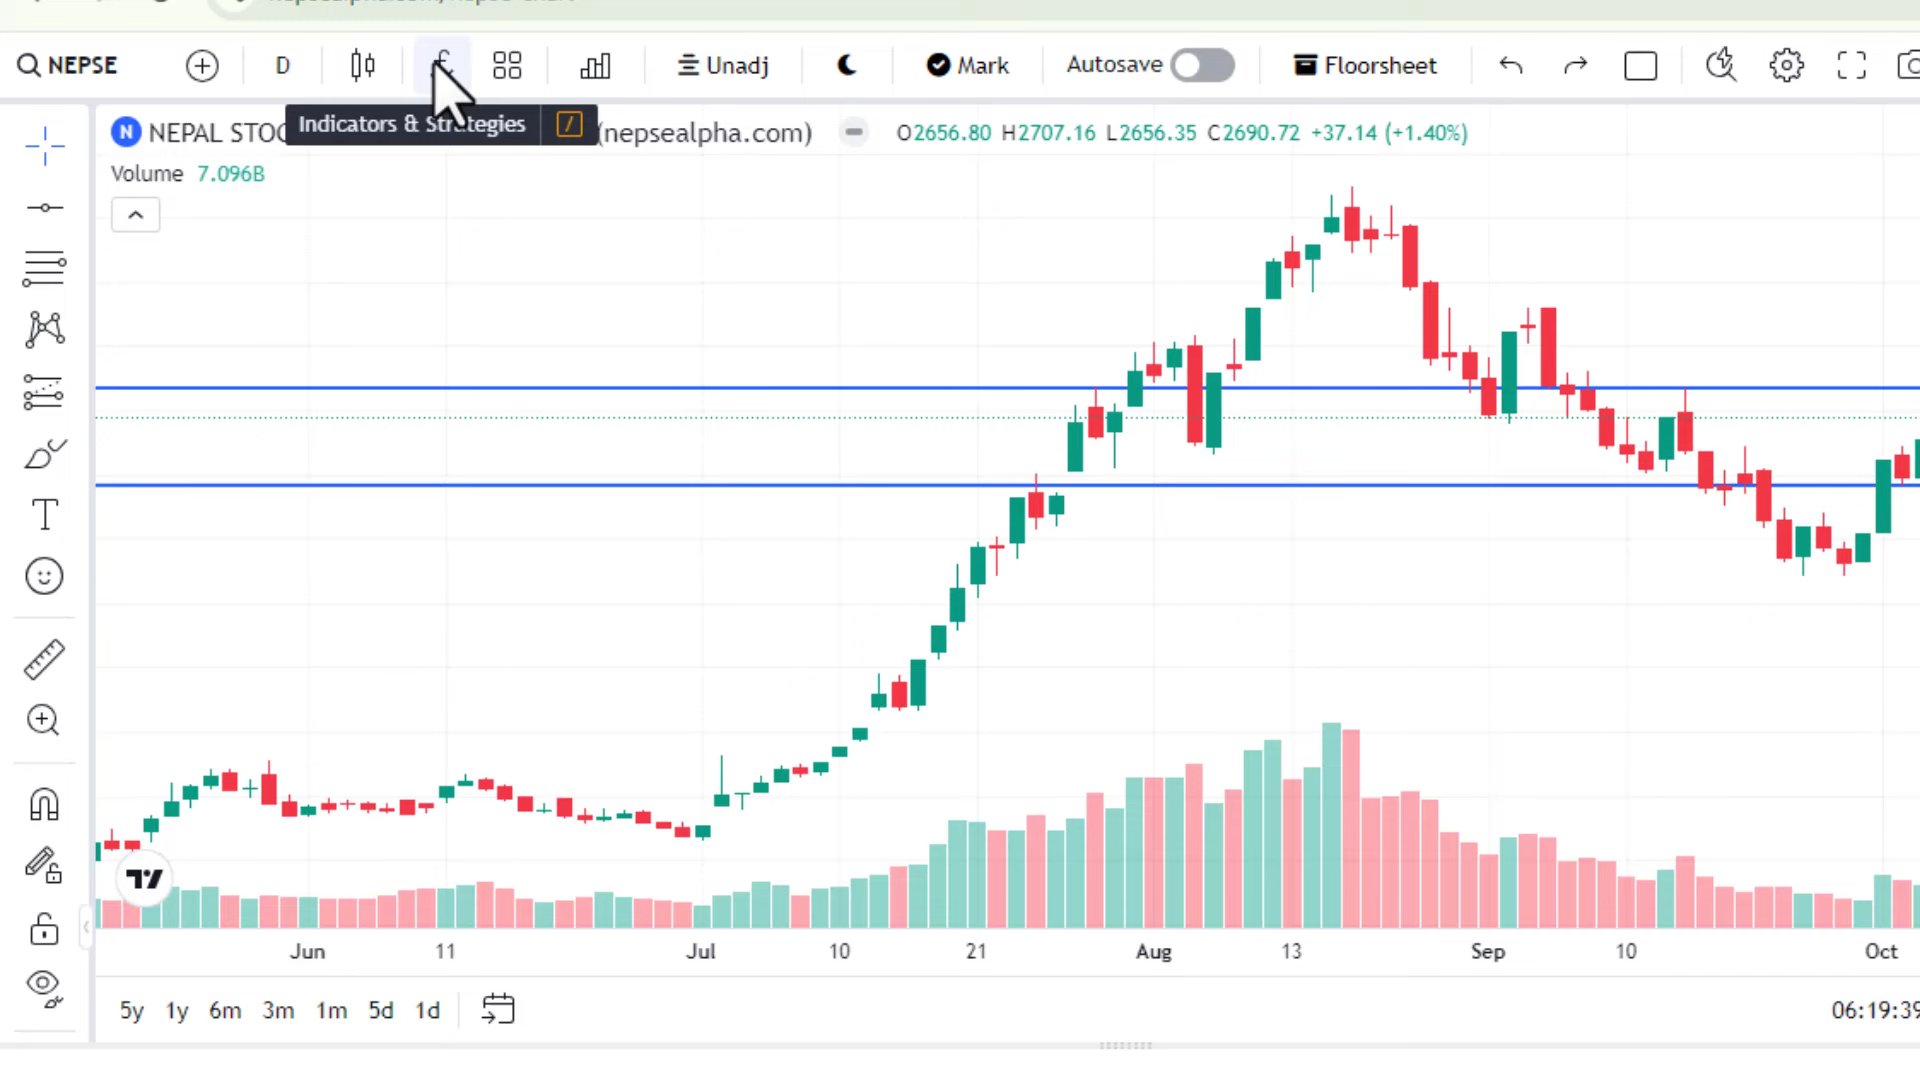 NEPSE D Unadj Mark Autosave Floorsheet
Indicators & Strategies /
N NEPAL STOC (nepsealpha.com) O2656.80 H2707.16 L2656.35 C2690.72 +37.14 (+1.40%)
Volume 7.096B
Jun 11 Jul 10 21 Aug 13 Sep 10 Oct
5y 1y 6m 3m 1m 5d 1d 06:19:39